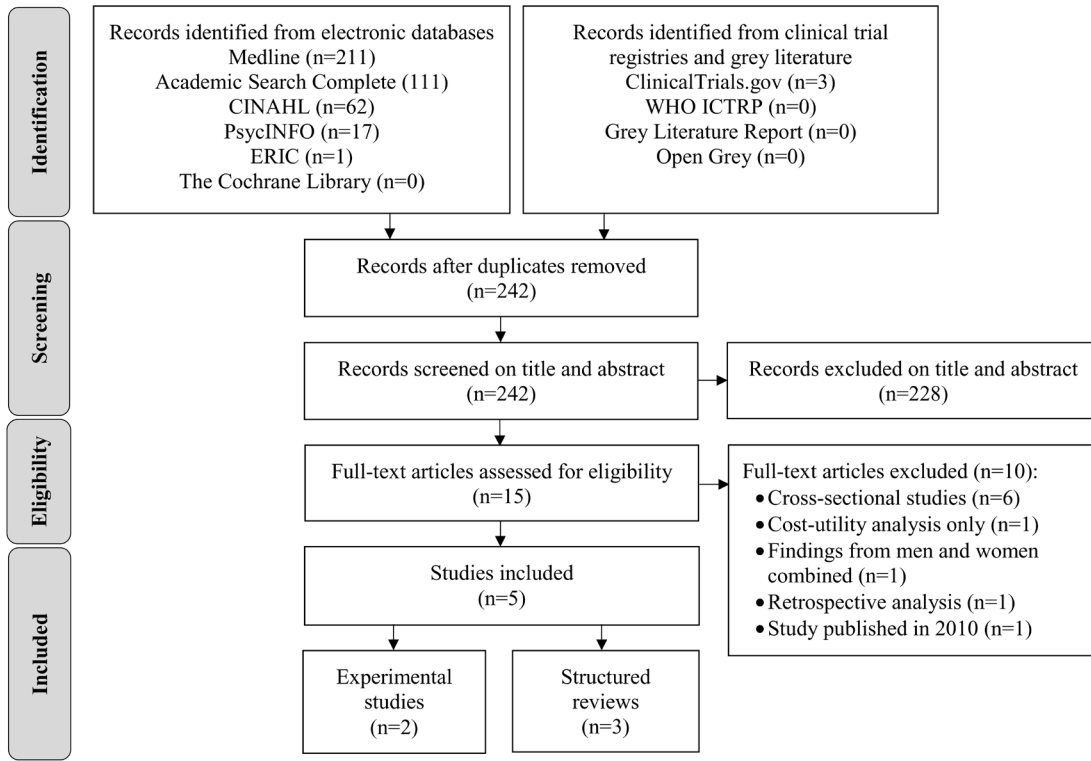 Identification
Records identified from electronic databases
Medline (n=211)
Academic Search Complete (111)
CINAHL (n=62)
PsycINFO (n=17)
ERIC (n=1)
The Cochrane Library (n=0)
Records identified from clinical trial
registries and grey literature
ClinicalTrials.gov (n=3)
WHO ICTRP (n=0)
Grey Literature Report (n=0)
Open Grey (n=0)
Screening
Records after duplicates removed
(n=242)
Records screened on title and abstract
(n=242)
Records excluded on title and abstract
(n=228)
Eligibility
Full-text articles assessed for eligibility
(n=15)
Full-text articles excluded (n=10):
•Cross-sectional studies (n=6)
•Cost-utility analysis only (n=1)
•Findings from men and women
combined (n=1)
•Retrospective analysis (n=1)
•Study published in 2010 (n=1)
Included
Studies included
(n=5)
Experimental
studies
(n=2)
Structured
reviews
(n=3)